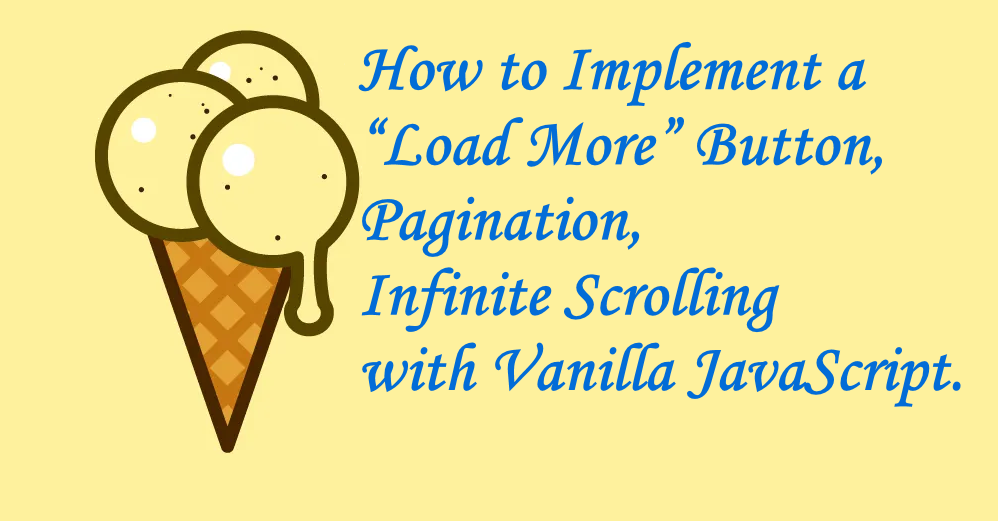 How to Implement a
“Load More” Button,
Pagination,
Infinite Scrolling
with Vanilla JavaScript.